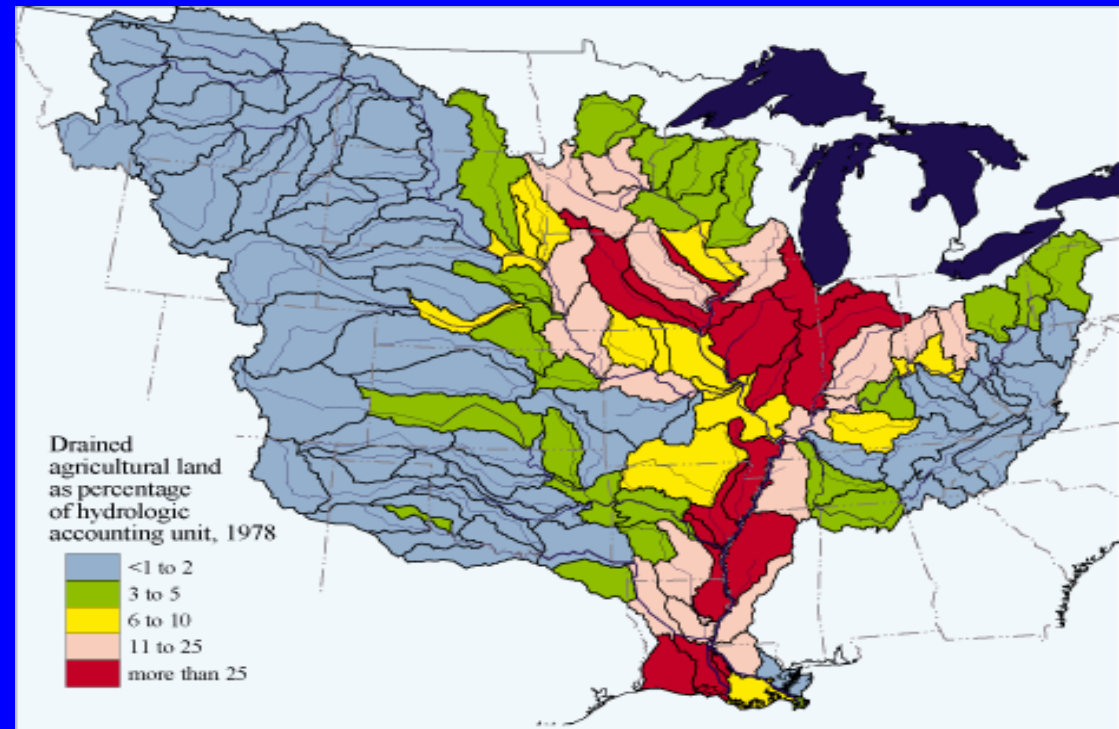 Drained
agricultural land
as percentage
of hydrologic
accounting unit, 1978
<1 to 2
3 to 5
6 to 10
11 to 25
more than 25